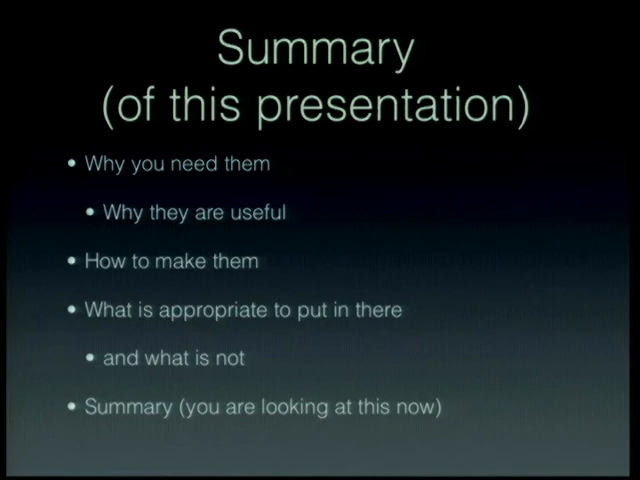 Summary
(of this presentation)
• Why you need them
• Why they are useful
• How to make them
• What is appropriate to put in there
• and what is not
• Summary (you are looking at this now)